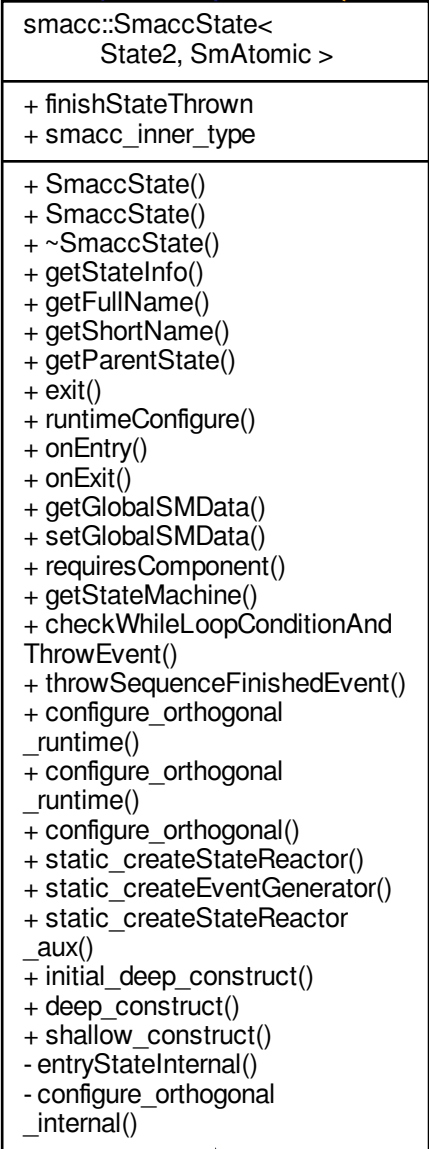 smacc::SmaccState<
State2, SmAtomic >
+ finishStateThrown
+ smacc_inner_type
+ SmaccState()
+ SmaccState()
+ ~SmaccState()
+ getStateInfo()
+ getFullName()
+ getShortName()
+ getParentState()
+ exit()
+ runtimeConfigure()
+ onEntry()
+ onExit()
+ getGlobalSMData()
+ setGlobalSMData()
+ requiresComponent()
+ getStateMachine()
+ checkWhileLoopConditionAnd
ThrowEvent()
+ throwSequenceFinishedEvent()
+ configure_orthogonal
_runtime()
+ configure_orthogonal
_runtime()
+ configure_orthogonal()
+ static_createStateReactor()
+ static_createEventGenerator()
+ static_createStateReactor
_aux()
+ initial_deep_construct()
+ deep_construct()
+ shallow_construct()
- entryStateInternal()
- configure_orthogonal
_internal()